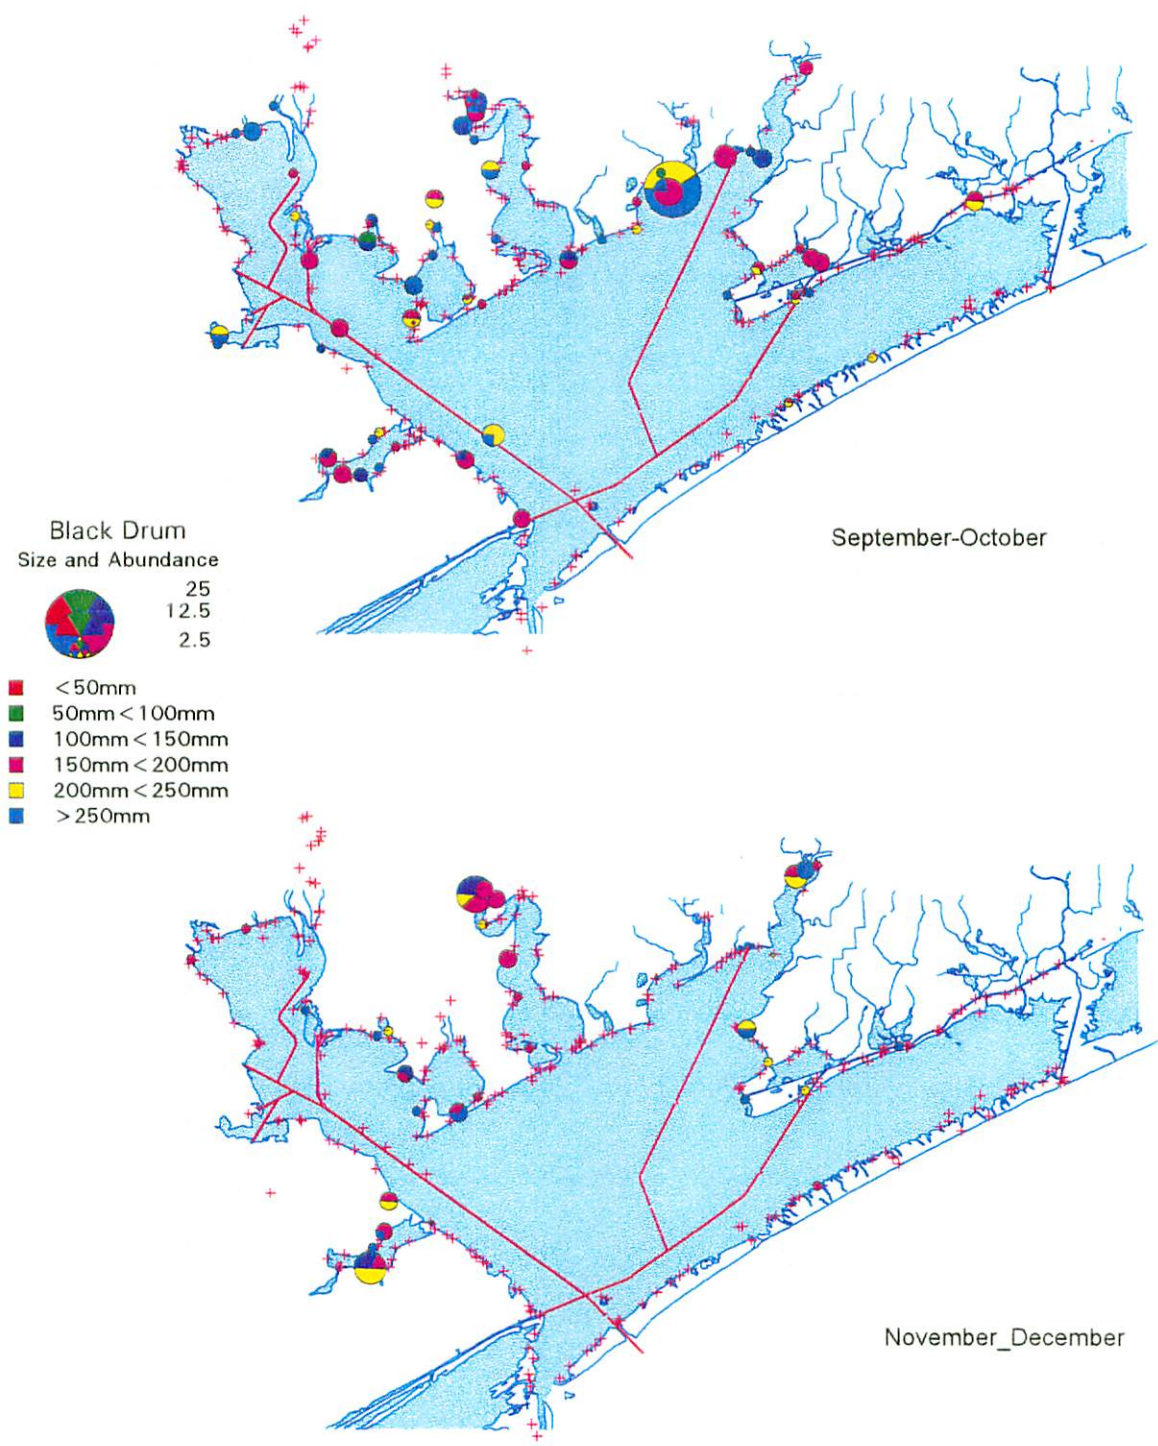 September-October
Black Drum
Size and Abundance
25
12.5
2.5
<50mm
50mm<100mm
100mm<150mm
150mm<200mm
200mm<250mm
>250mm
November_December